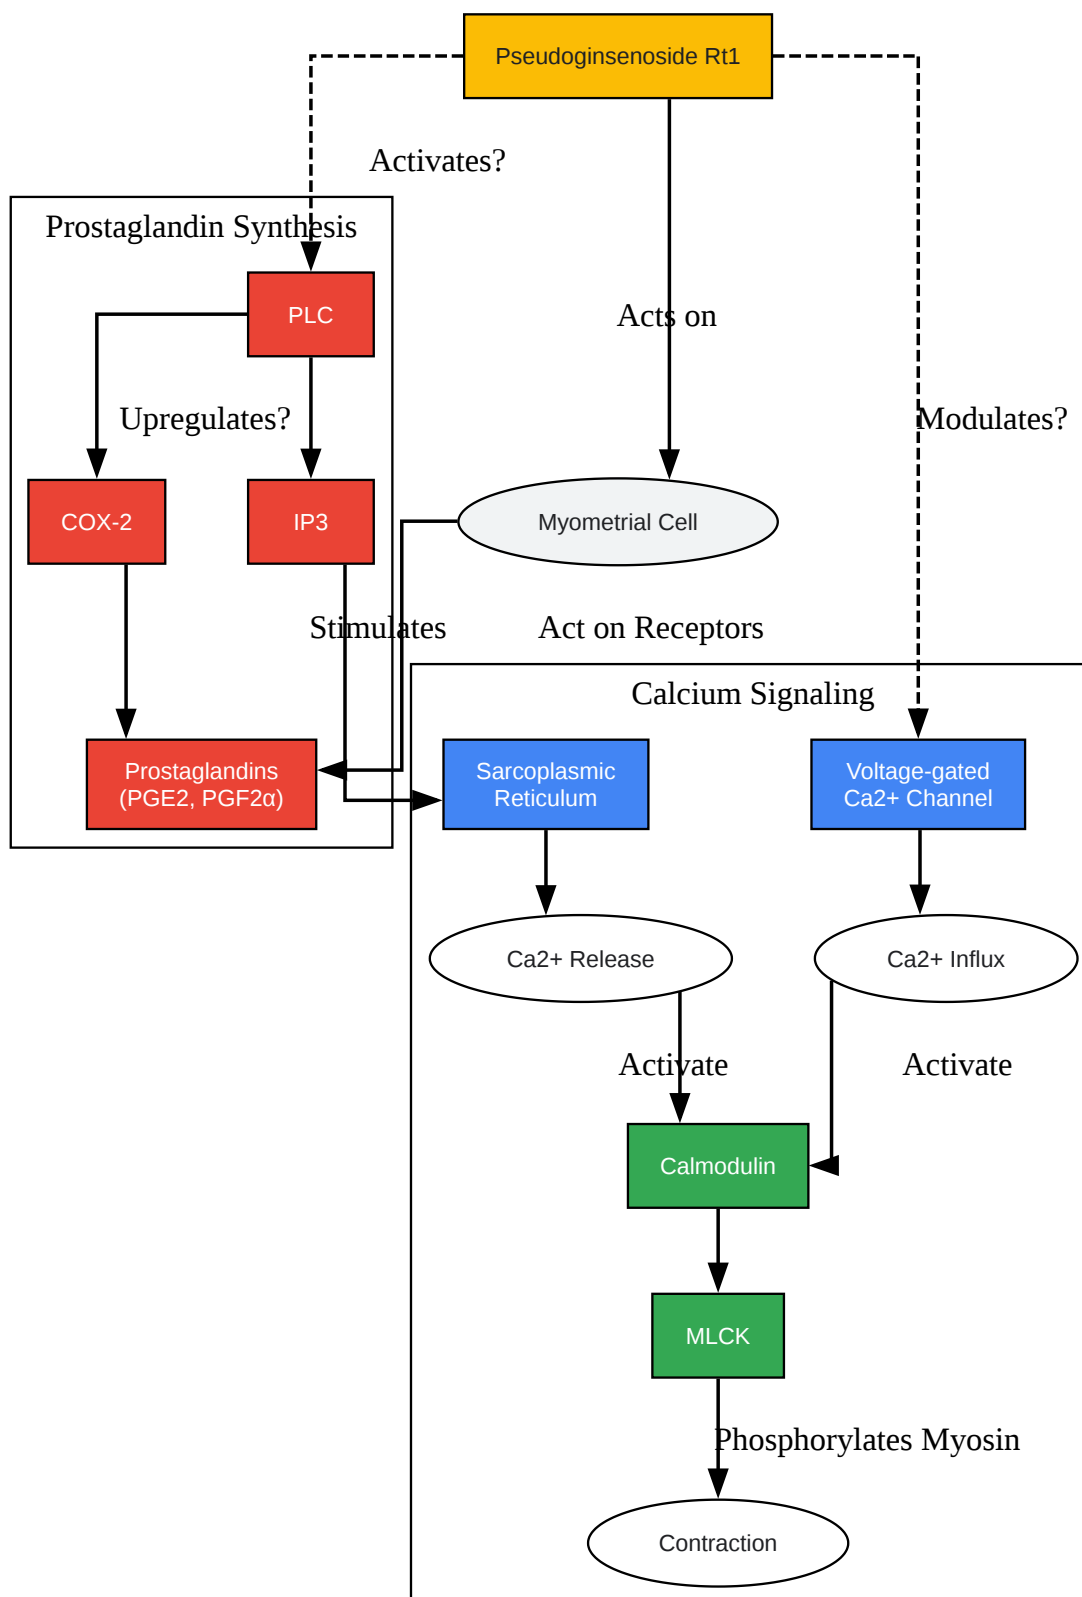 Pseudoginsenoside Rt1
Activates?
Prostaglandin Synthesis
PLC
Acts on
Upregulates?
Modulates?
COX-2
IP3
Myometrial Cell
Stimulates
Act on Receptors
Calcium Signaling
Prostaglandins
(PGE2, PGF2α)
Sarcoplasmic
Reticulum
Voltage-gated
Ca2+ Channel
Ca2+ Release
Ca2+ Influx
Activate
Activate
Calmodulin
MLCK
Phosphorylates Myosin
Contraction